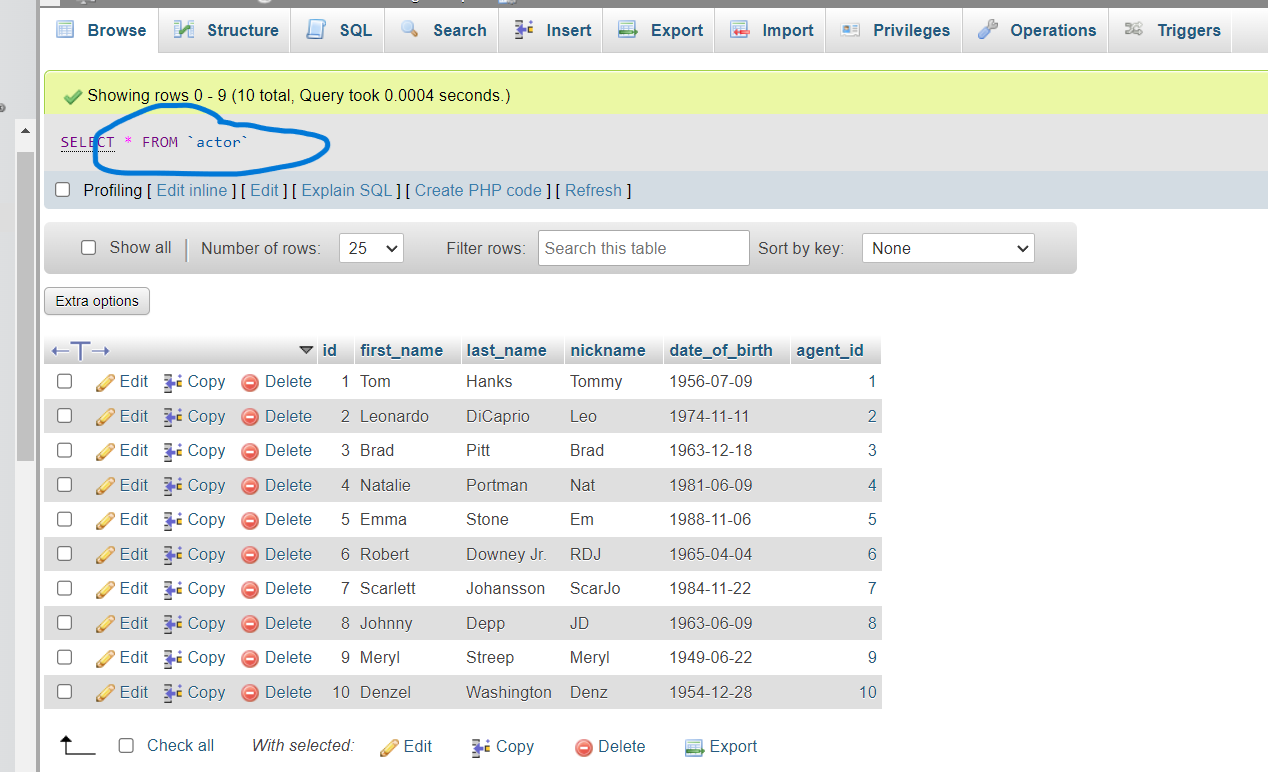 Browse Structure SQL Search Insert Export Import Privileges Operations Triggers
Showing rows 0 - 9 (10 total, Query took 0.0004 seconds.)
SELECT * FROM `actor`
Profiling [ Edit inline ] [ Edit ] [ Explain SQL ] [ Create PHP code ] [ Refresh ]
Show all Number of rows: 25 Filter rows: Search this table Sort by key: None
Extra options
id first_name last_name nickname date_of_birth agent_id
Edit Copy Delete 1 Tom Hanks Tommy 1956-07-09 1
Edit Copy Delete 2 Leonardo DiCaprio Leo 1974-11-11 2
Edit Copy Delete 3 Brad Pitt Brad 1963-12-18 3
Edit Copy Delete 4 Natalie Portman Nat 1981-06-09 4
Edit Copy Delete 5 Emma Stone Em 1988-11-06 5
Edit Copy Delete 6 Robert Downey Jr. RDJ 1965-04-04 6
Edit Copy Delete 7 Scarlett Johansson ScarJo 1984-11-22 7
Edit Copy Delete 8 Johnny Depp JD 1963-06-09 8
Edit Copy Delete 9 Meryl Streep Meryl 1949-06-22 9
Edit Copy Delete 10 Denzel Washington Denz 1954-12-28 10
Check all With selected: Edit Copy Delete Export